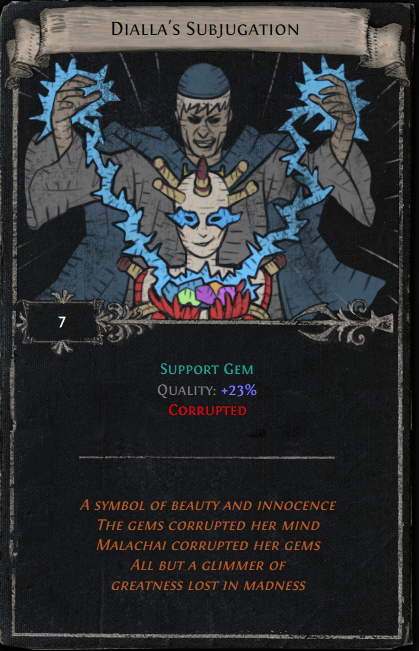 Dialla's Subjugation
7
Support Gem
Quality: +23%
Corrupted
A symbol of beauty and innocence
The gems corrupted her mind
Malachai corrupted her gems
All but a glimmer of
greatness lost in madness